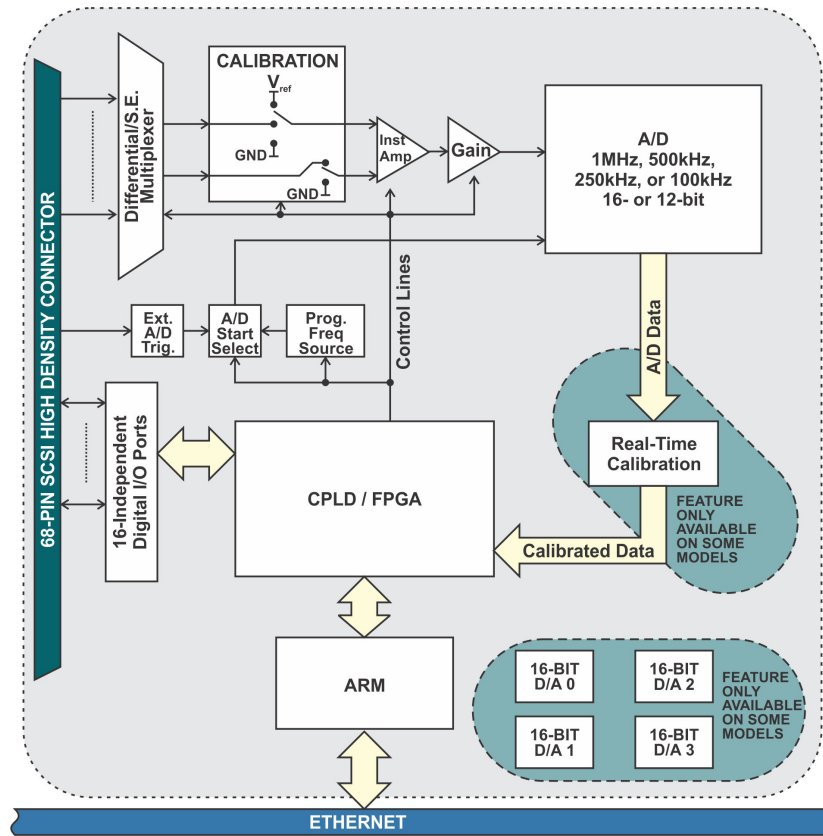 68-PIN SCSI HIGH DENSITY CONNECTOR
Differential/S.E.
Multiplexer
CALIBRATION
Vref
GND
GND
Inst
Amp
Gain
A/D
1MHz, 500kHz,
250kHz, or 100kHz
16- or 12-bit
Ext.
A/D
Trig.
A/D
Start
Select
Prog.
Freq
Source
Control Lines
A/D Data
16-Independent
Digital I/O Ports
CPLD / FPGA
Real-Time
Calibration
FEATURE
ONLY
AVAILABLE
ON SOME
MODELS
Calibrated Data
ARM
16-BIT
D/A 0
16-BIT
D/A 2
16-BIT
D/A 1
16-BIT
D/A 3
FEATURE
ONLY
AVAILABLE
ON SOME
MODELS
ETHERNET